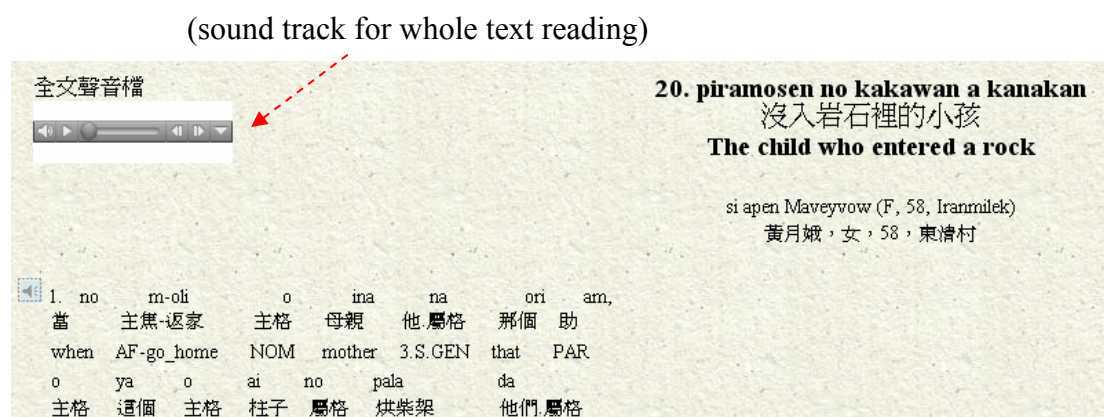 (sound track for whole text reading)
全文聲音檔
20. piramosen no kakawan a kanakan
沒入岩石裡的小孩
The child who entered a rock
si apen Maveyvow (F, 58, Iranmilek)
黃月娥，女，58，東清村
1. no m-oli o ina na ori am,
當 主焦-返家 主格 母親 他.屬格 那個 助
when AF-go_home NOM mother 3.S.GEN that PAR
o ya o ai no pala da
主格 這個 主格 柱子 屬格 烘柴架 他們.屬格